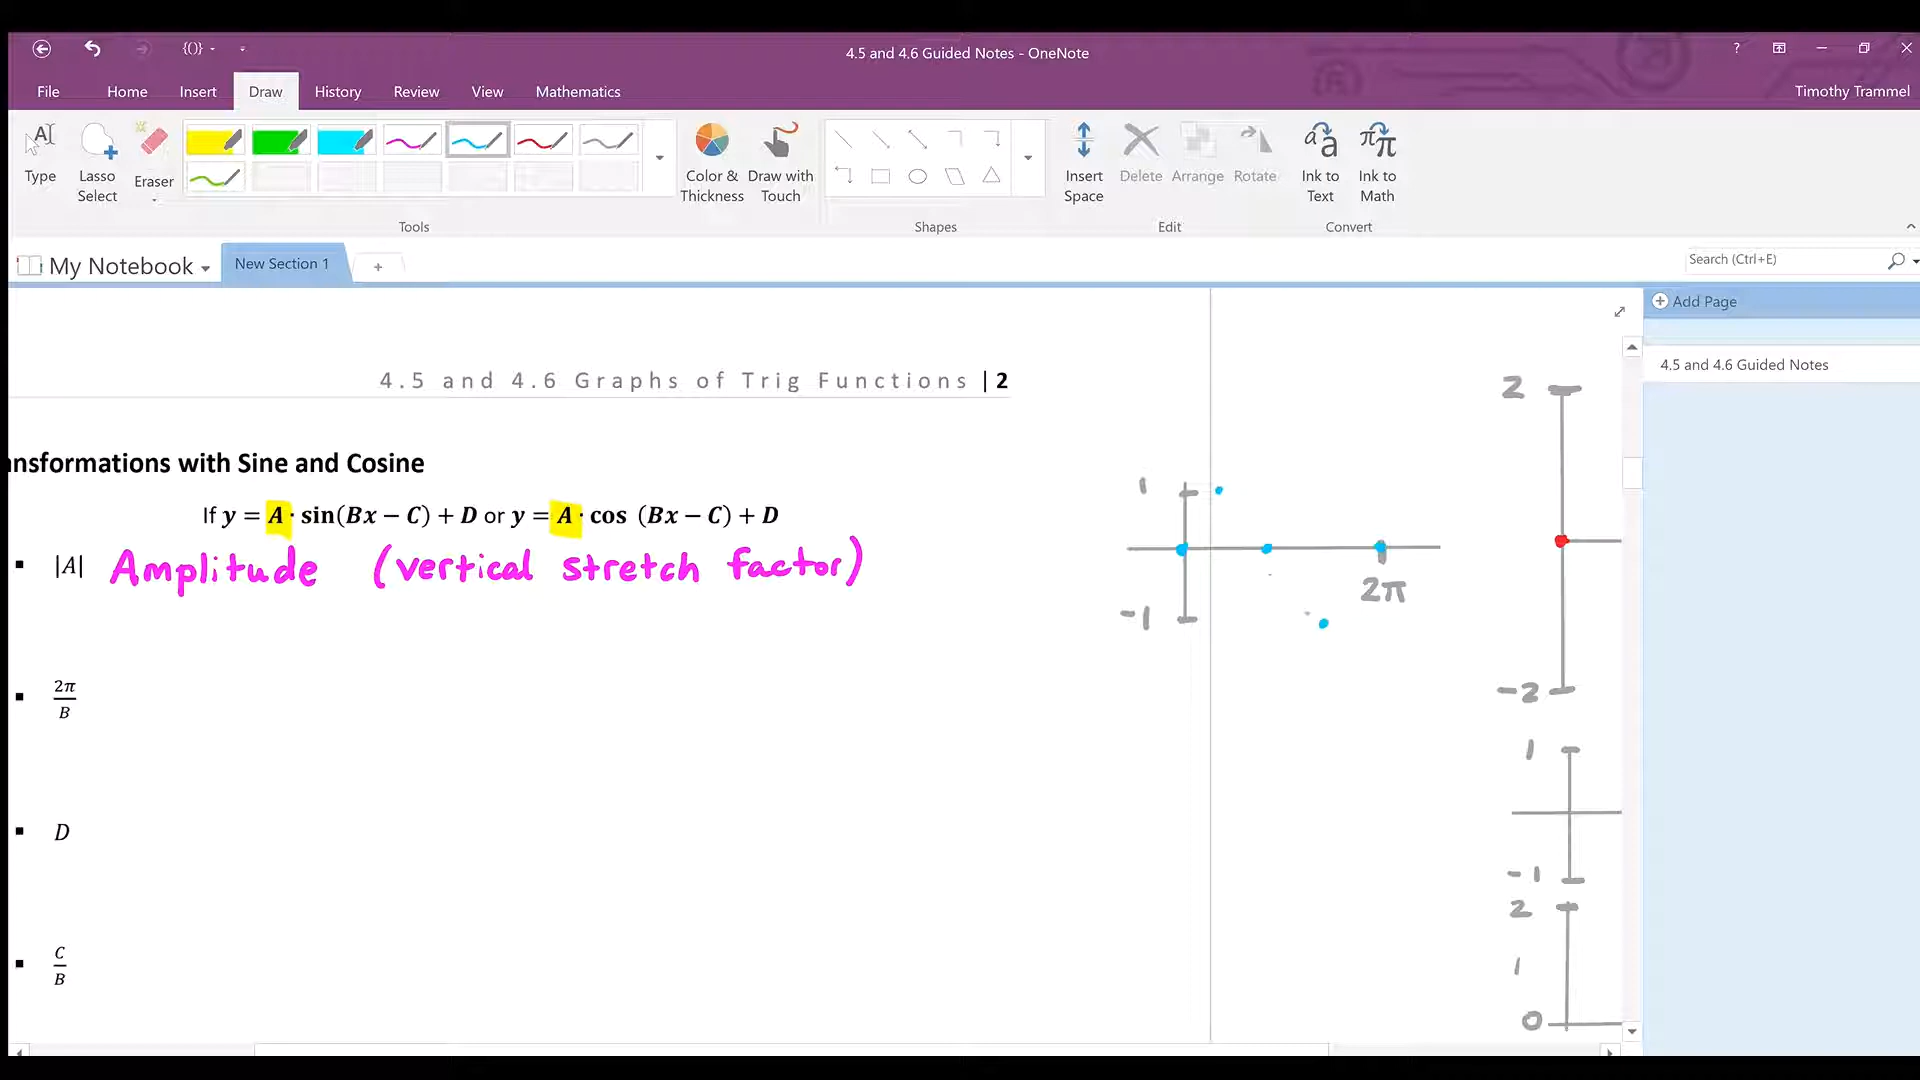 4.5 and 4.6 Guided Notes - OneNote
?
File Home Insert Draw History Review View Mathematics
Timothy Trammel
Type
Lasso Select
Eraser
Color & Thickness
Draw with Touch
Insert Space
Delete
Arrange
Rotate
Ink to Text
Ink to Math
Tools
Shapes
Edit
Convert
My Notebook
New Section 1
+
Search (Ctrl+E)
Add Page
4.5 and 4.6 Guided Notes
4.5 and 4.6 Graphs of Trig Functions | 2
ansformations with Sine and Cosine
If y = A · sin(Bx − C) + D or y = A · cos (Bx − C) + D
▪ |A| Amplitude (vertical stretch factor)
▪ 2π/B
▪ D
▪ C/B
1
-1
2π
2
-2
1
-1
2
1
0